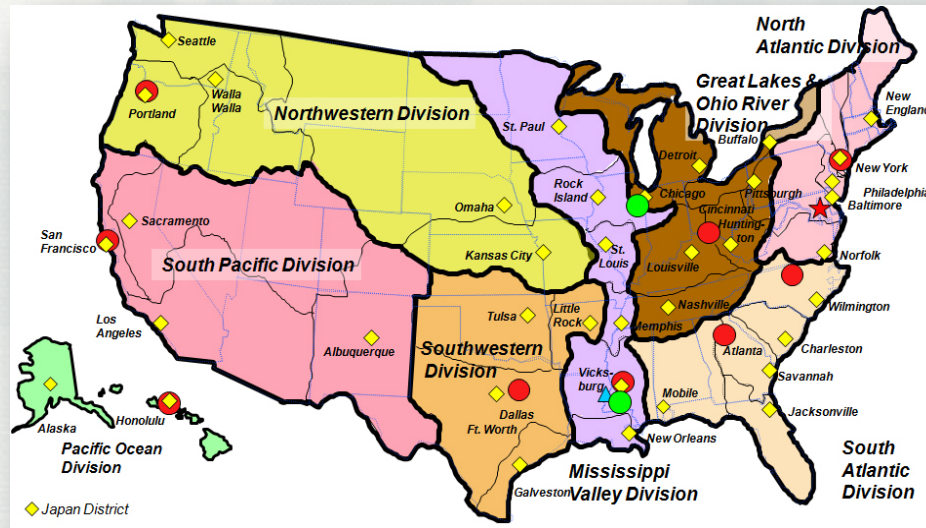 North
Atlantic Division
Great Lakes &
Ohio River
Division
Seattle
Walla
Walla
Portland
Northwestern Division
St. Paul
Buffalo
New
England
Detroit
New York
Rock
Island
Chicago
Pittsburgh
Philadelphia
Baltimore
Omaha
Cincinnati
Hunting-
ton
Sacramento
San
Francisco
South Pacific Division
Kansas City
St.
Louis
Louisville
Norfolk
Los
Angeles
Albuquerque
Tulsa
Little
Rock
Memphis
Nashville
Wilmington
Southwestern
Division
Atlanta
Charleston
Vicks-
burg
Savannah
Dallas
Ft. Worth
Mobile
Jacksonville
Alaska
Honolulu
Pacific Ocean
Division
New Orleans
Galveston
Mississippi
Valley Division
South
Atlantic
Division
Japan District